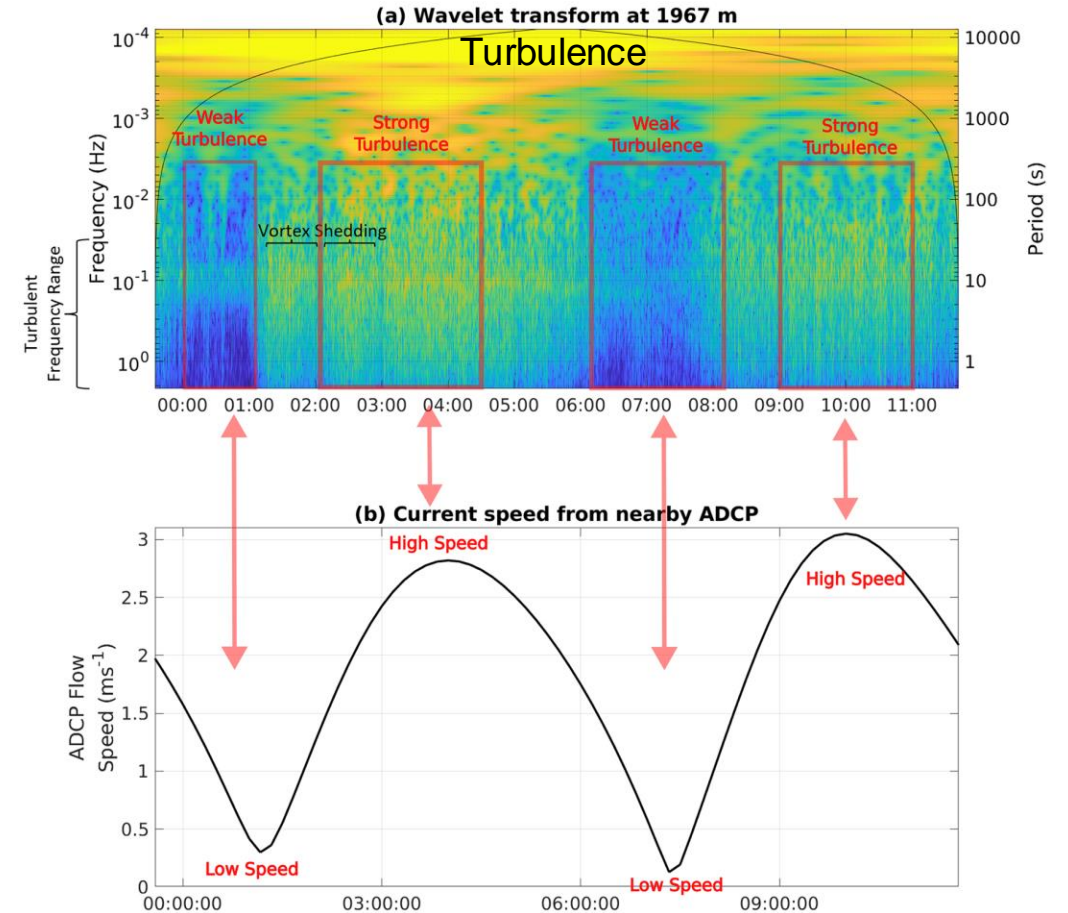 (a) Wavelet transform at 1967 m
Turbulence
Weak
Turbulence
Strong
Turbulence
Weak
Turbulence
Strong
Turbulence
Vortex Shedding
Frequency (Hz)
10⁻⁴
10⁻³
10⁻²
10⁻¹
10⁰
Turbulent
Frequency Range
Period (s)
10000
1000
100
10
1
00:00 01:00 02:00 03:00 04:00 05:00 06:00 07:00 08:00 09:00 10:00 11:00
(b) Current speed from nearby ADCP
High Speed
High Speed
Low Speed
Low Speed
ADCP Flow
Speed (ms⁻¹)
3
2.5
2
1.5
1
0.5
0
00:00:00 03:00:00 06:00:00 09:00:00